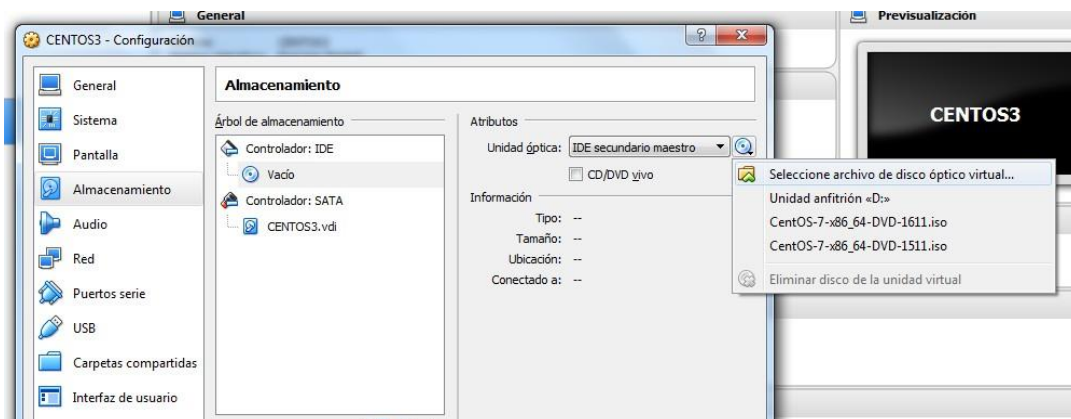 General
Previsualización
CENTOS3 - Configuración
General
Sistema
Pantalla
Almacenamiento
Audio
Red
Puertos serie
USB
Carpetas compartidas
Interfaz de usuario
Almacenamiento
Árbol de almacenamiento
Controlador: IDE
Vacío
Controlador: SATA
CENTOS3.vdi
Atributos
Unidad óptica: IDE secundario maestro
CD/DVD vivo
Información
Tipo: --
Tamaño: --
Ubicación: --
Conectado a: --
Seleccione archivo de disco óptico virtual...
Unidad anfitrión «D:»
CentOS-7-x86_64-DVD-1611.iso
CentOS-7-x86_64-DVD-1511.iso
Eliminar disco de la unidad virtual
CENTOS3